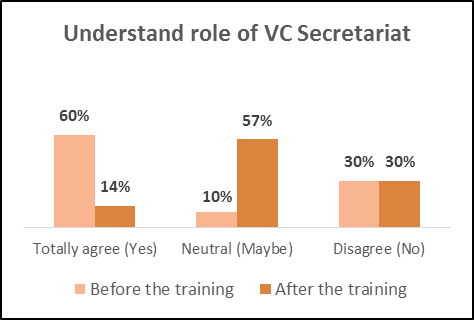 Understand role of VC Secretariat
60%
14%
10%
57%
30% 30%
Totally agree (Yes) Neutral (Maybe) Disagree (No)
Before the training After the training